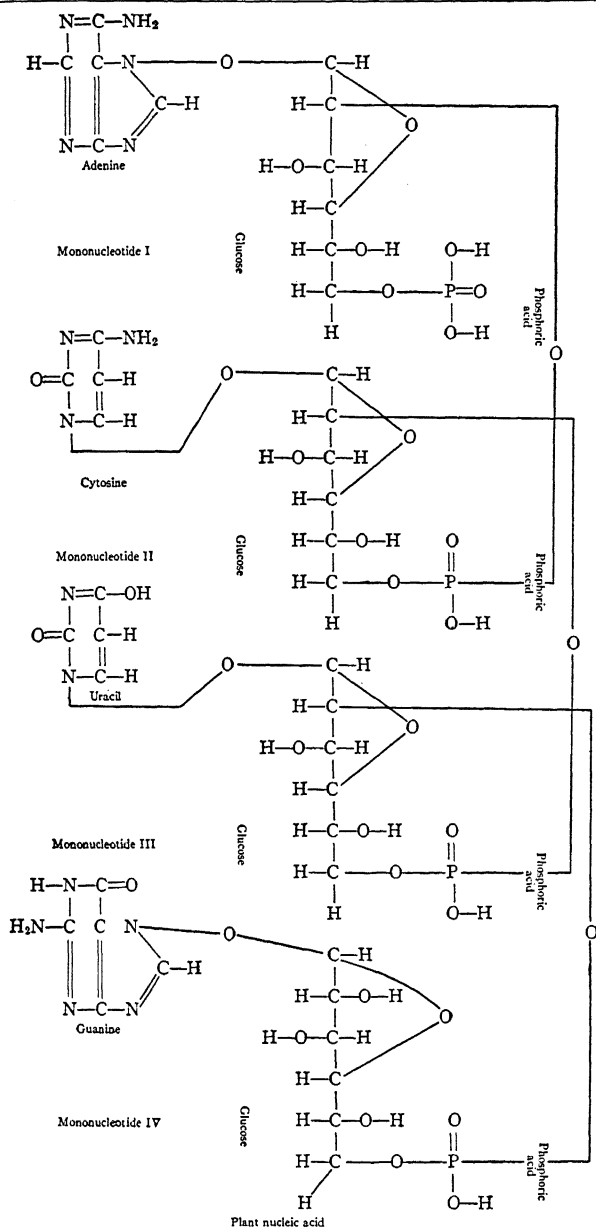 N=C—NH₂
H—C C—N—O—C—H
H—C
C—H O
N—C—N H—O—C—H
Adenine
H—C
Mononucleotide I
Glucose
H—C—O—H O—H
H—C—O—P=O
Phosphoric acid
H O—H
O
N=C—NH₂
O=C C—H O C—H
N—C—H H—C
O
H—O—C—H
Cytosine
H—C
Glucose
H—C—O—H O
Mononucleotide II
H—C—O—P
Phosphoric acid
N=C—OH
H O—H
O=C C—H O
N—C—H O C—H
Uracil
H—C
O
H—O—C—H
H—C
Glucose
H—C—O—H O
Mononucleotide III
H—C—O—P
Phosphoric acid
H—N—C=O
H O—H
H₂N—C C N O O
C—H
C—H
H—C—O—H
N—C—N O
Guanine
H—O—C—H
H—C
Mononucleotide IV
Glucose
H—C—O—H O
H—C—O—P
Phosphoric acid
H O—H
Plant nucleic acid